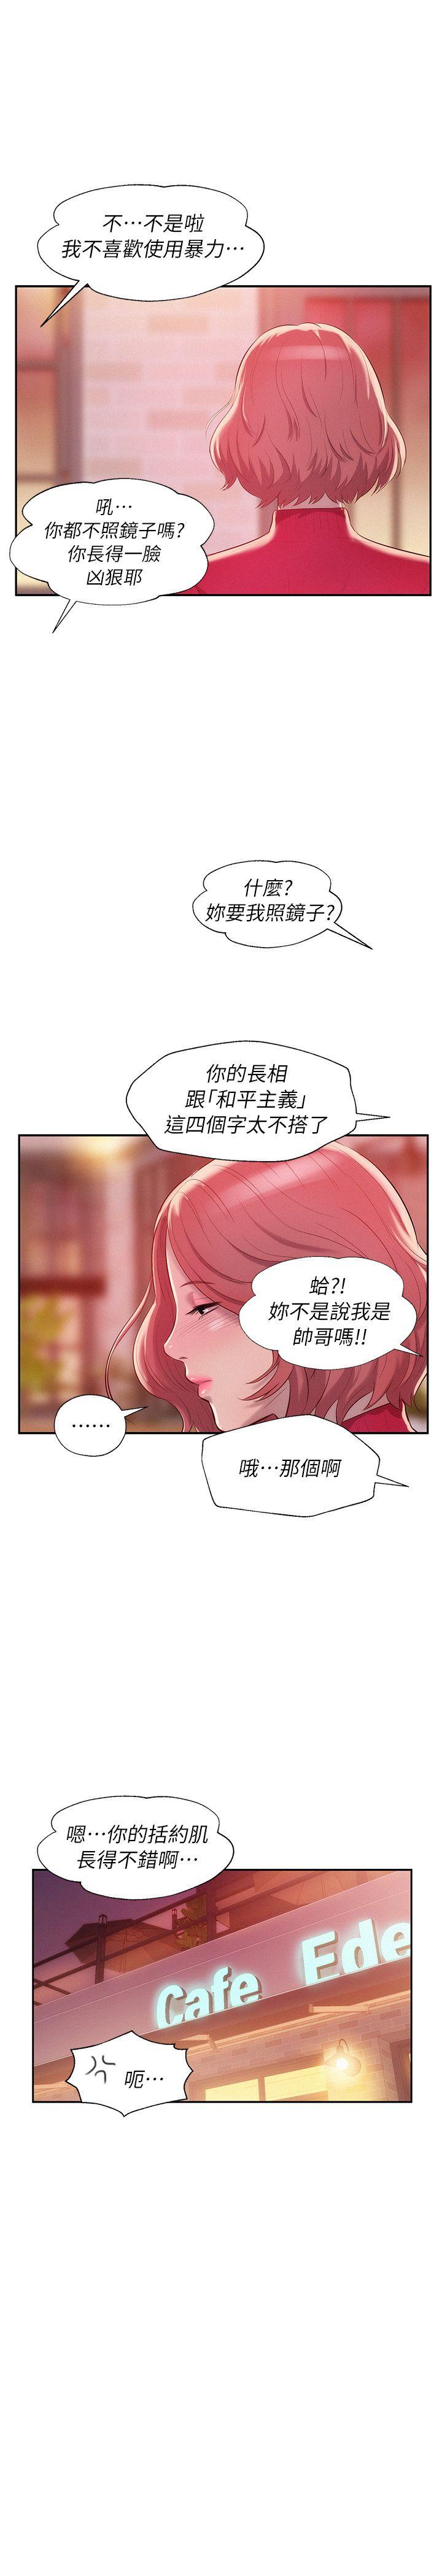 不⋯不是啦
我不喜歡使用暴力⋯
吼⋯
你都不照鏡子嗎?
你長得一臉
凶狠耶
什麼?
妳要我照鏡子?
你的長相
跟「和平主義」
這四個字太不搭了
蛤?!
妳不是說我是
帥哥嗎!!
⋯⋯
哦⋯那個啊
嗯⋯你的括約肌
長得不錯啊⋯
Cafe Ede
呃⋯